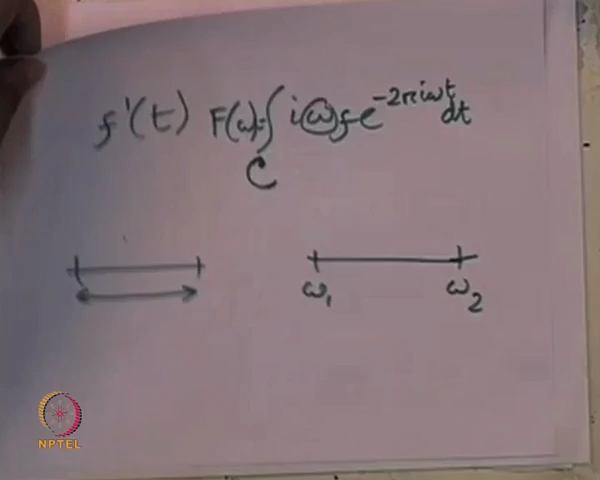 f'(t) F(ω)=∫ i ω f e^{-2πiωt} dt
C
ω₁ ω₂
NPTEL